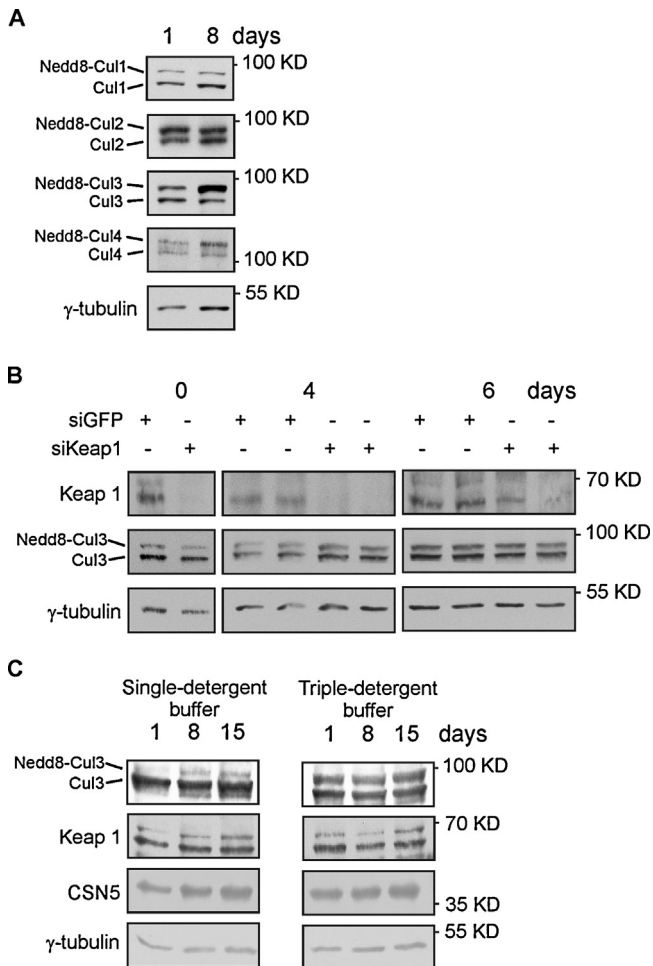 A
1 8 days
Nedd8-Cul1
Cul1
100 KD
Nedd8-Cul2
Cul2
100 KD
Nedd8-Cul3
Cul3
100 KD
Nedd8-Cul4
Cul4
100 KD
γ-tubulin
55 KD
B
0 4 6 days
siGFP + - + + - - + + - -
siKeap1 - + - - + + - - + +
Keap 1
70 KD
Nedd8-Cul3
Cul3
100 KD
γ-tubulin
55 KD
C
Single-detergent
buffer
Triple-detergent
buffer
1 8 15 1 8 15 days
Nedd8-Cul3
Cul3
100 KD
Keap 1
70 KD
CSN5
35 KD
γ-tubulin
55 KD